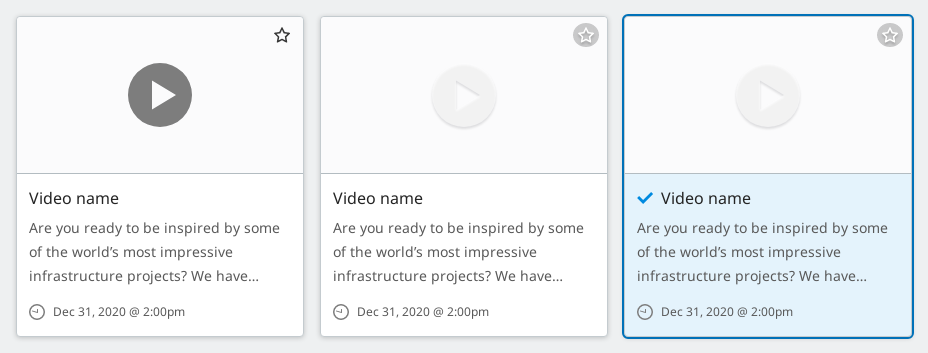 Video name
Are you ready to be inspired by some
of the world’s most impressive
infrastructure projects? We have...
Dec 31, 2020 @ 2:00pm
Video name
Are you ready to be inspired by some
of the world’s most impressive
infrastructure projects? We have...
Dec 31, 2020 @ 2:00pm
Video name
Are you ready to be inspired by some
of the world’s most impressive
infrastructure projects? We have...
Dec 31, 2020 @ 2:00pm